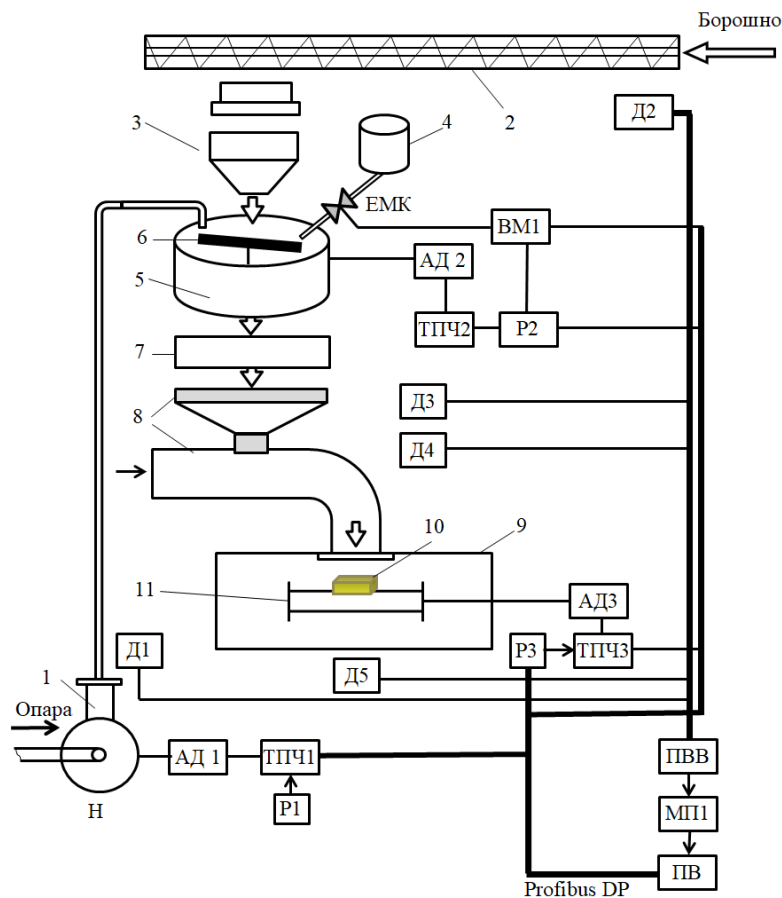 Борошно
2
Д2
3
4
ЕМК
ВМ1
6
АД 2
5
ТПЧ2
Р2
7
Д3
8
Д4
10
9
11
АД3
Д1
Р3
ТПЧ3
Д5
1
Опара
АД 1
ТПЧ1
ПВВ
Р1
Н
МП1
ПВ
Profibus DP